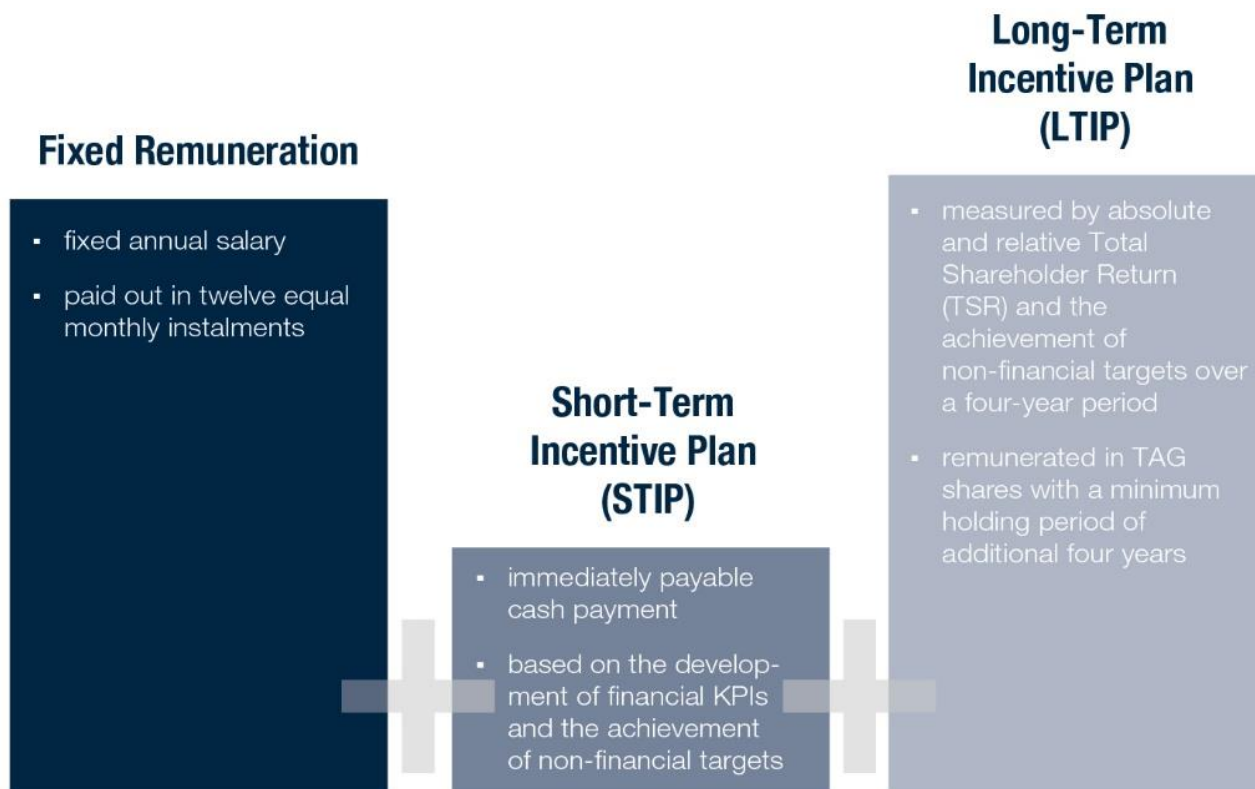 Fixed Remuneration
▪ fixed annual salary
▪ paid out in twelve equal
monthly instalments
Short-Term
Incentive Plan
(STIP)
▪ immediately payable
cash payment
▪ based on the develop-
ment of financial KPIs
and the achievement
of non-financial targets
Long-Term
Incentive Plan
(LTIP)
▪ measured by absolute
and relative Total
Shareholder Return
(TSR) and the
achievement of
non-financial targets over
a four-year period
▪ remunerated in TAG
shares with a minimum
holding period of
additional four years